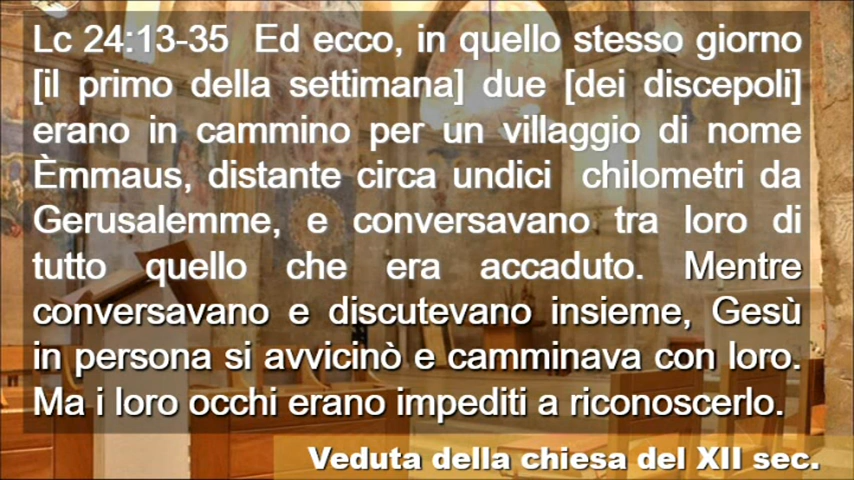 Lc 24:13-35 Ed ecco, in quello stesso giorno
[il primo della settimana] due [dei discepoli]
erano in cammino per un villaggio di nome
Èmmaus, distante circa undici chilometri da
Gerusalemme, e conversavano tra loro di
tutto quello che era accaduto. Mentre
conversavano e discutevano insieme, Gesù
in persona si avvicinò e camminava con loro.
Ma i loro occhi erano impediti a riconoscerlo.
Veduta della chiesa del XII sec.